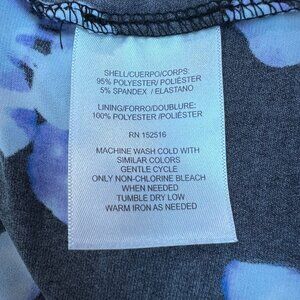 SHELL/CUERPO/CORPS:
95% POLYESTER/ POLIÉSTER
5% SPANDEX / ELASTANO
LINING/FORRO/DOUBLURE:
100% POLYESTER /POLIÉSTER
RN 152516
MACHINE WASH COLD WITH
SIMILAR COLORS
GENTLE CYCLE
ONLY NON-CHLORINE BLEACH
WHEN NEEDED
TUMBLE DRY LOW
WARM IRON AS NEEDED